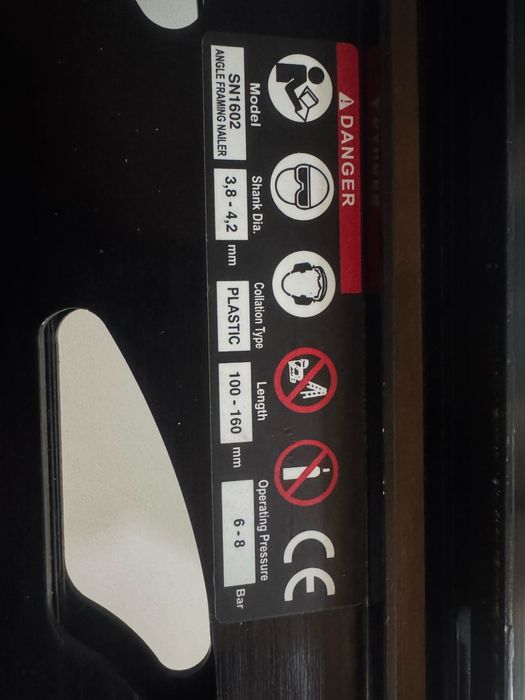 ⚠ DANGER
CE
Model
SN1602
ANGLE FRAMING NAILER
Shank Dia.
3,8 - 4,2 mm
Collation Type
PLASTIC
Length
100 - 160 mm
Operating Pressure
6 - 8 Bar